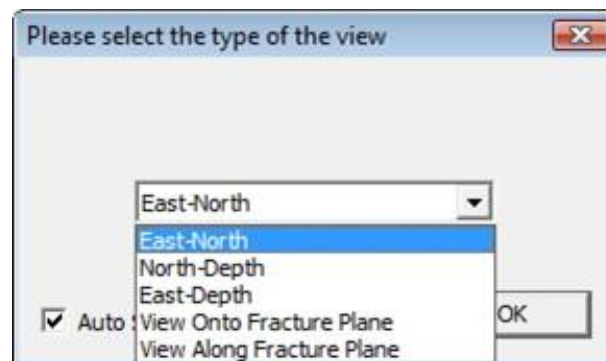 Please select the type of the view
East-North
East-North
North-Depth
East-Depth
Auto
View Onto Fracture Plane
OK
View Along Fracture Plane